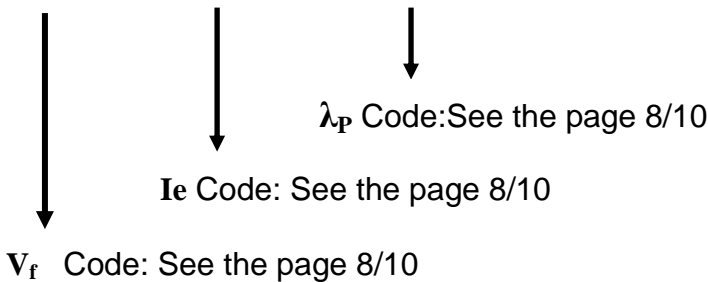 λP Code:See the page 8/10
Ie Code: See the page 8/10
Vf Code: See the page 8/10